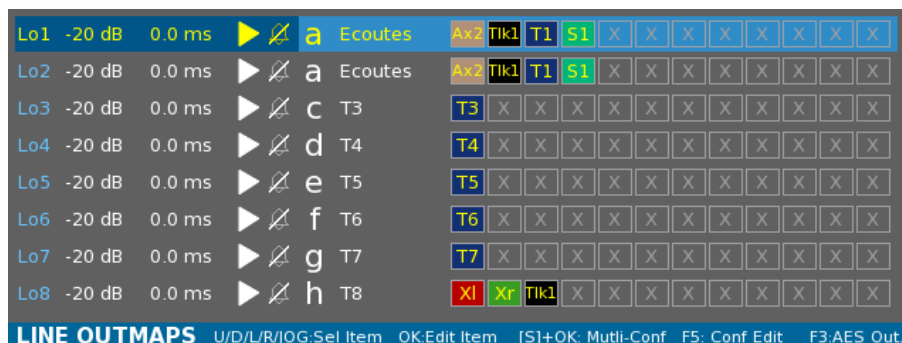 Lo1 -20 dB 0.0 ms a Ecoutes Ax2 Tlk1 T1 S1 X X X X X X X X
Lo2 -20 dB 0.0 ms a Ecoutes Ax2 Tlk1 T1 S1 X X X X X X X X
Lo3 -20 dB 0.0 ms c T3 T3 X X X X X X X X X X X
Lo4 -20 dB 0.0 ms d T4 T4 X X X X X X X X X X X
Lo5 -20 dB 0.0 ms e T5 T5 X X X X X X X X X X X
Lo6 -20 dB 0.0 ms f T6 T6 X X X X X X X X X X X
Lo7 -20 dB 0.0 ms g T7 T7 X X X X X X X X X X X
Lo8 -20 dB 0.0 ms h T8 Xl Xr Tlk1 X X X X X X X X X
LINE OUTMAPS U/D/L/R/JOG:Sel Item OK:Edit Item [S]+OK: Mutli-Conf F5: Conf Edit F3:AES Out